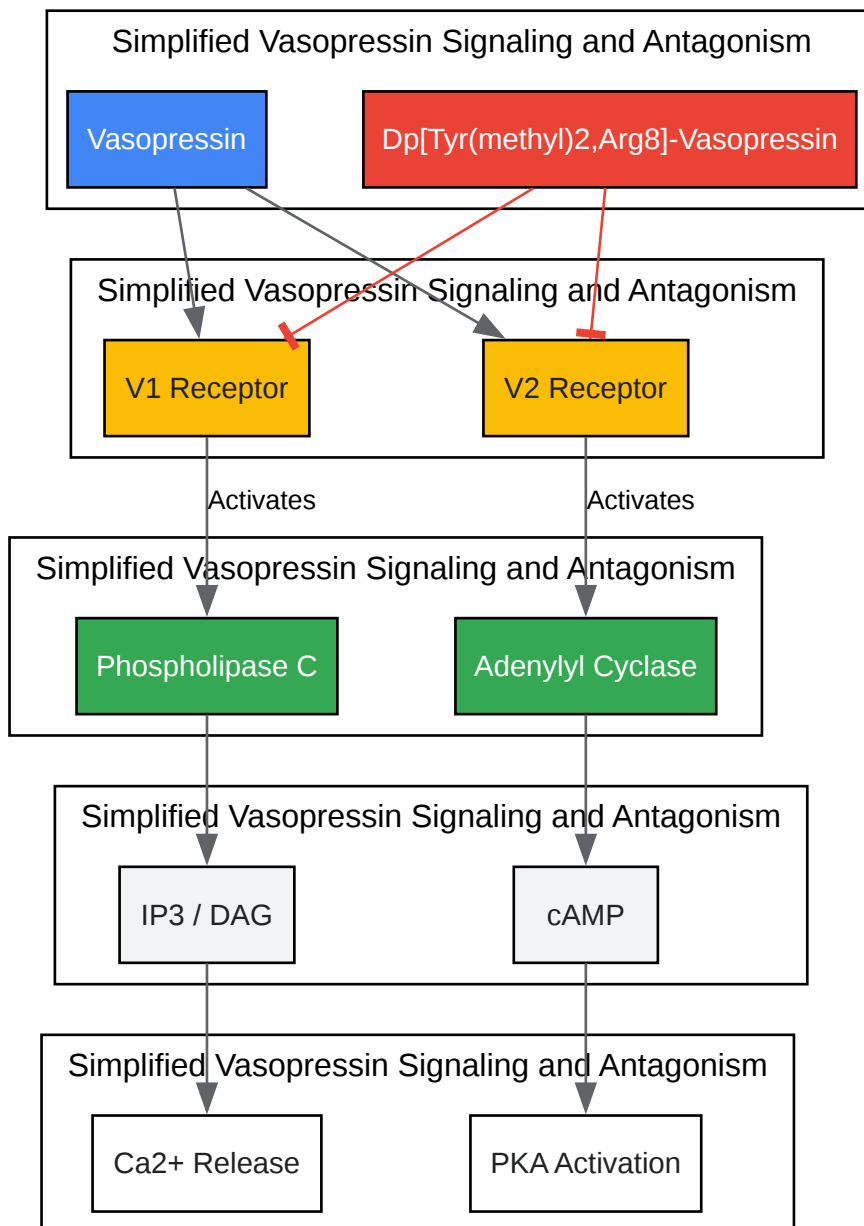 Simplified Vasopressin Signaling and Antagonism
Vasopressin
Dp[Tyr(methyl)2,Arg8]-Vasopressin
Simplified Vasopressin Signaling and Antagonism
V1 Receptor
V2 Receptor
Activates
Activates
Simplified Vasopressin Signaling and Antagonism
Phospholipase C
Adenylyl Cyclase
Simplified Vasopressin Signaling and Antagonism
IP3 / DAG
cAMP
Simplified Vasopressin Signaling and Antagonism
Ca2+ Release
PKA Activation